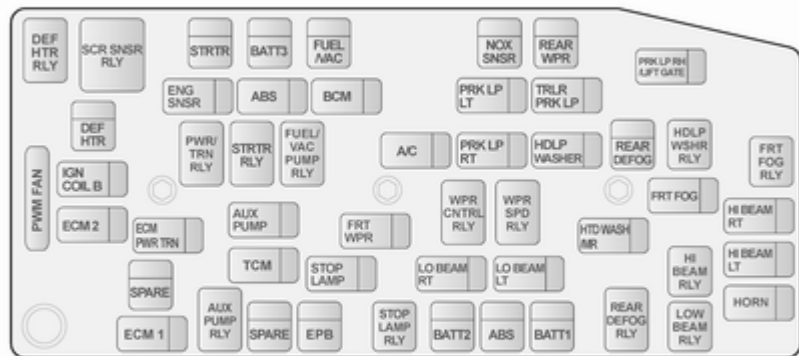 DEF
HTR
RLY
SCR SNSR
RLY
STRTR
BATT3
FUEL
/VAC
NOX
SNSR
REAR
WPR
PRK LP RH
/LIFT GATE
ENG
SNSR
ABS
BCM
PRK LP
LT
TRLR
PRK LP
DEF
HTR
PWR/
TRN
RLY
STRTR
RLY
FUEL/
VAC
PUMP
RLY
A/C
PRK LP
RT
HDLP
WASHER
REAR
DEFOG
HDLP
WSHR
RLY
FRT
FOG
RLY
PWM FAN
IGN
COIL B
ECM 2
ECM
PWR TRN
AUX
PUMP
FRT
WPR
WPR
CNTRL
RLY
WPR
SPD
RLY
HTD WASH
/MIR
FRT FOG
HI BEAM
RT
TCM
STOP
LAMP
LO BEAM
RT
LO BEAM
LT
HI
BEAM
RLY
HI BEAM
LT
SPARE
ECM 1
AUX
PUMP
RLY
SPARE
EPB
STOP
LAMP
RLY
BATT2
ABS
BATT1
REAR
DEFOG
RLY
LOW
BEAM
RLY
HORN